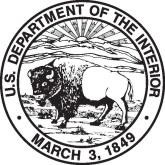 U.S. DEPARTMENT OF THE INTERIOR
MARCH 3, 1849